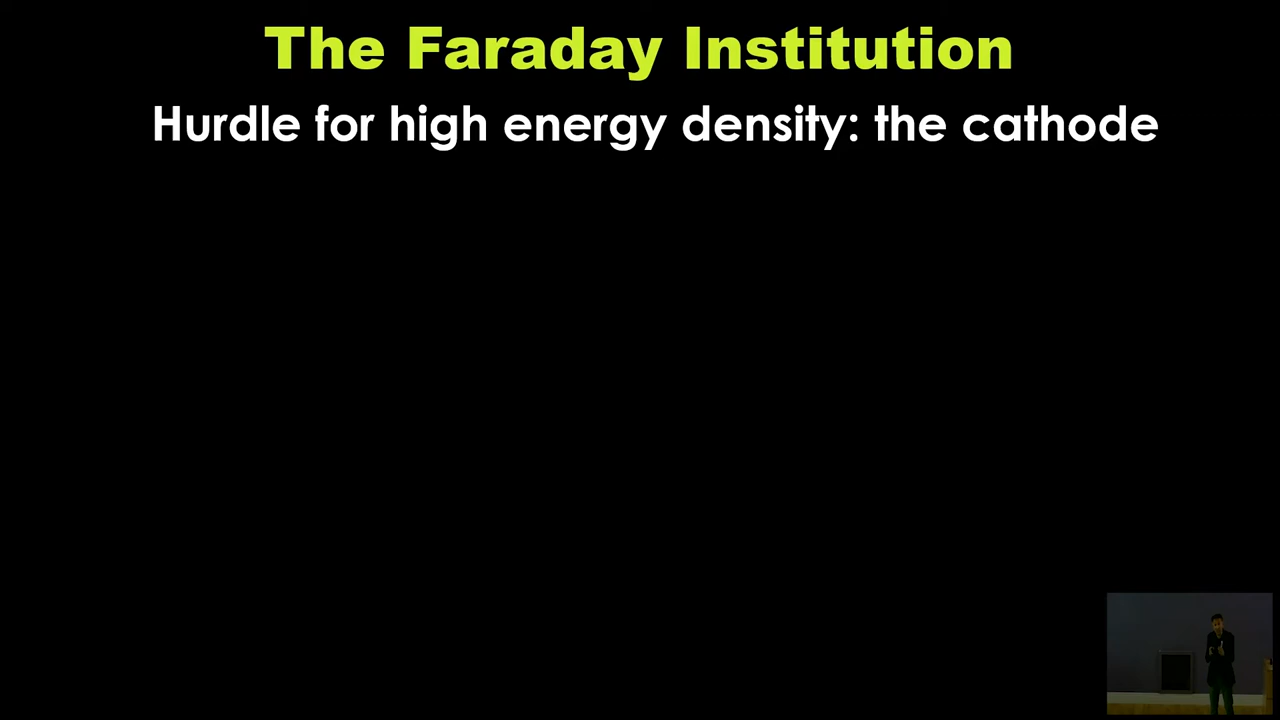 The Faraday Institution
Hurdle for high energy density: the cathode